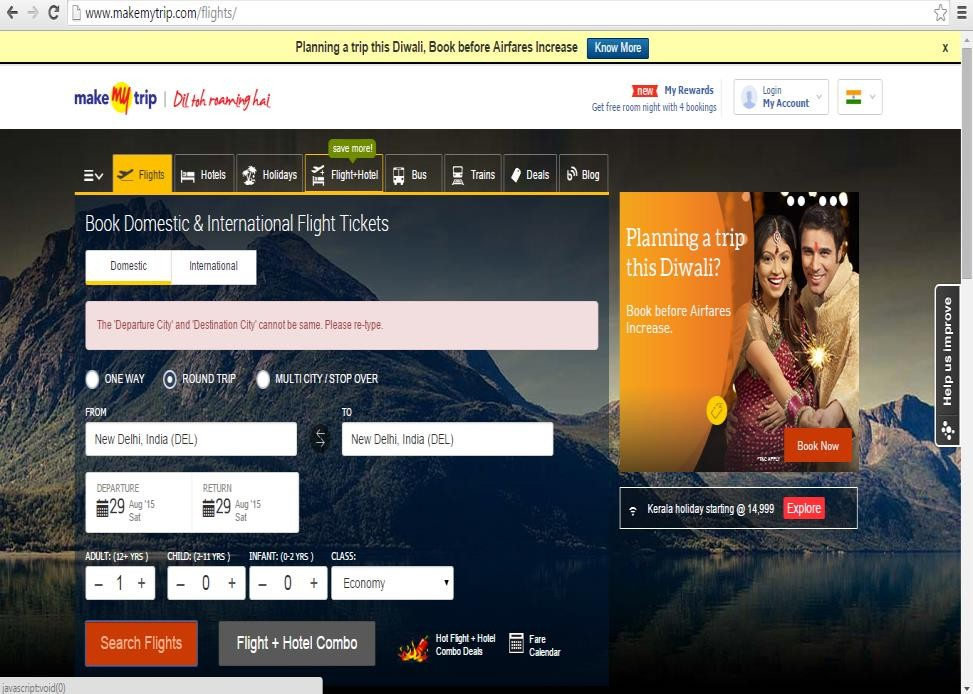 www.makemytrip.com/flights/
Planning a trip this Diwali, Book before Airfares Increase Know More x
make my trip | Dil toh roaming hai
new My Rewards
Get free room night with 4 bookings
Login
My Account
save more!
Flights Hotels Holidays Flight+Hotel Bus Trains Deals Blog
Book Domestic & International Flight Tickets
Domestic International
The 'Departure City' and 'Destination City' cannot be same. Please re-type.
ONE WAY ROUND TRIP MULTI CITY / STOP OVER
FROM TO
New Delhi, India (DEL) New Delhi, India (DEL)
DEPARTURE RETURN
29 Aug '15 Sat 29 Aug '15 Sat
ADULT: (12+ YRS ) CHILD: (2-11 YRS ) INFANT: (0-2 YRS ) CLASS:
– 1 + – 0 + – 0 + Economy
Search Flights Flight + Hotel Combo
Hot Flight + Hotel
Combo Deals
Fare
Calendar
Planning a trip
this Diwali?
Book before Airfares
Increase.
Book Now
*T&C APPLY
Kerala holiday starting @ 14,999 Explore
Help us improve
javascript:void(0)